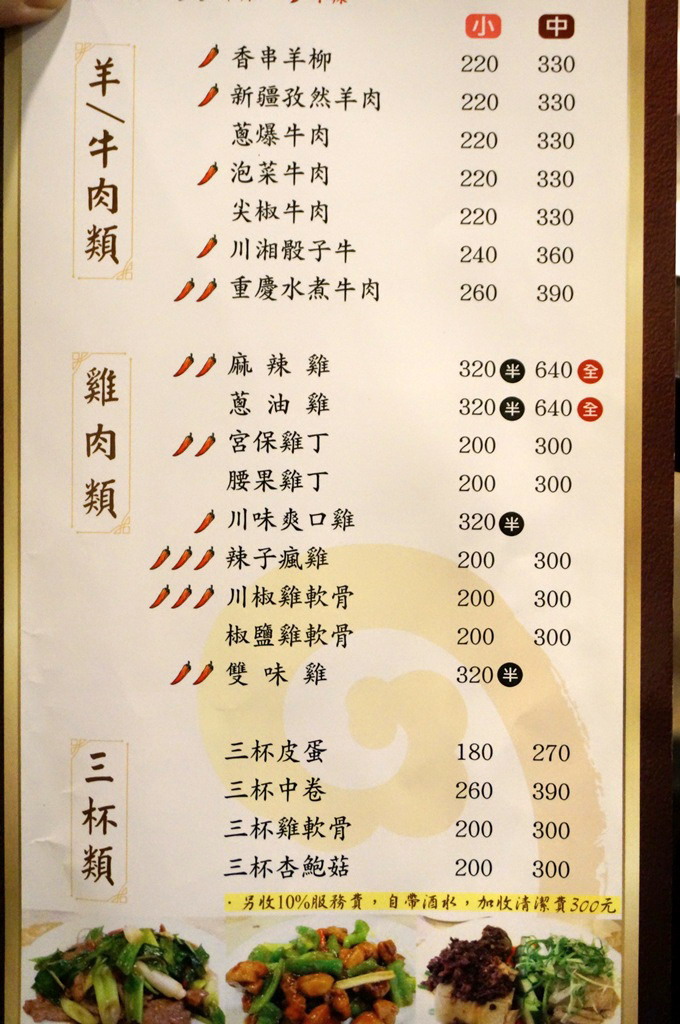 小 中
羊/牛肉類
香串羊柳 220 330
新疆孜然羊肉 220 330
蔥爆牛肉 220 330
泡菜牛肉 220 330
尖椒牛肉 220 330
川湘骰子牛 240 360
重慶水煮牛肉 260 390
雞肉類
麻辣雞 320 半 640 全
蔥油雞 320 半 640 全
宮保雞丁 200 300
腰果雞丁 200 300
川味爽口雞 320 半
辣子瘋雞 200 300
川椒雞軟骨 200 300
椒鹽雞軟骨 200 300
雙味雞 320 半
三杯類
三杯皮蛋 180 270
三杯中卷 260 390
三杯雞軟骨 200 300
三杯杏鮑菇 200 300
·另收10%服務費，自帶酒水，加收清潔費300元